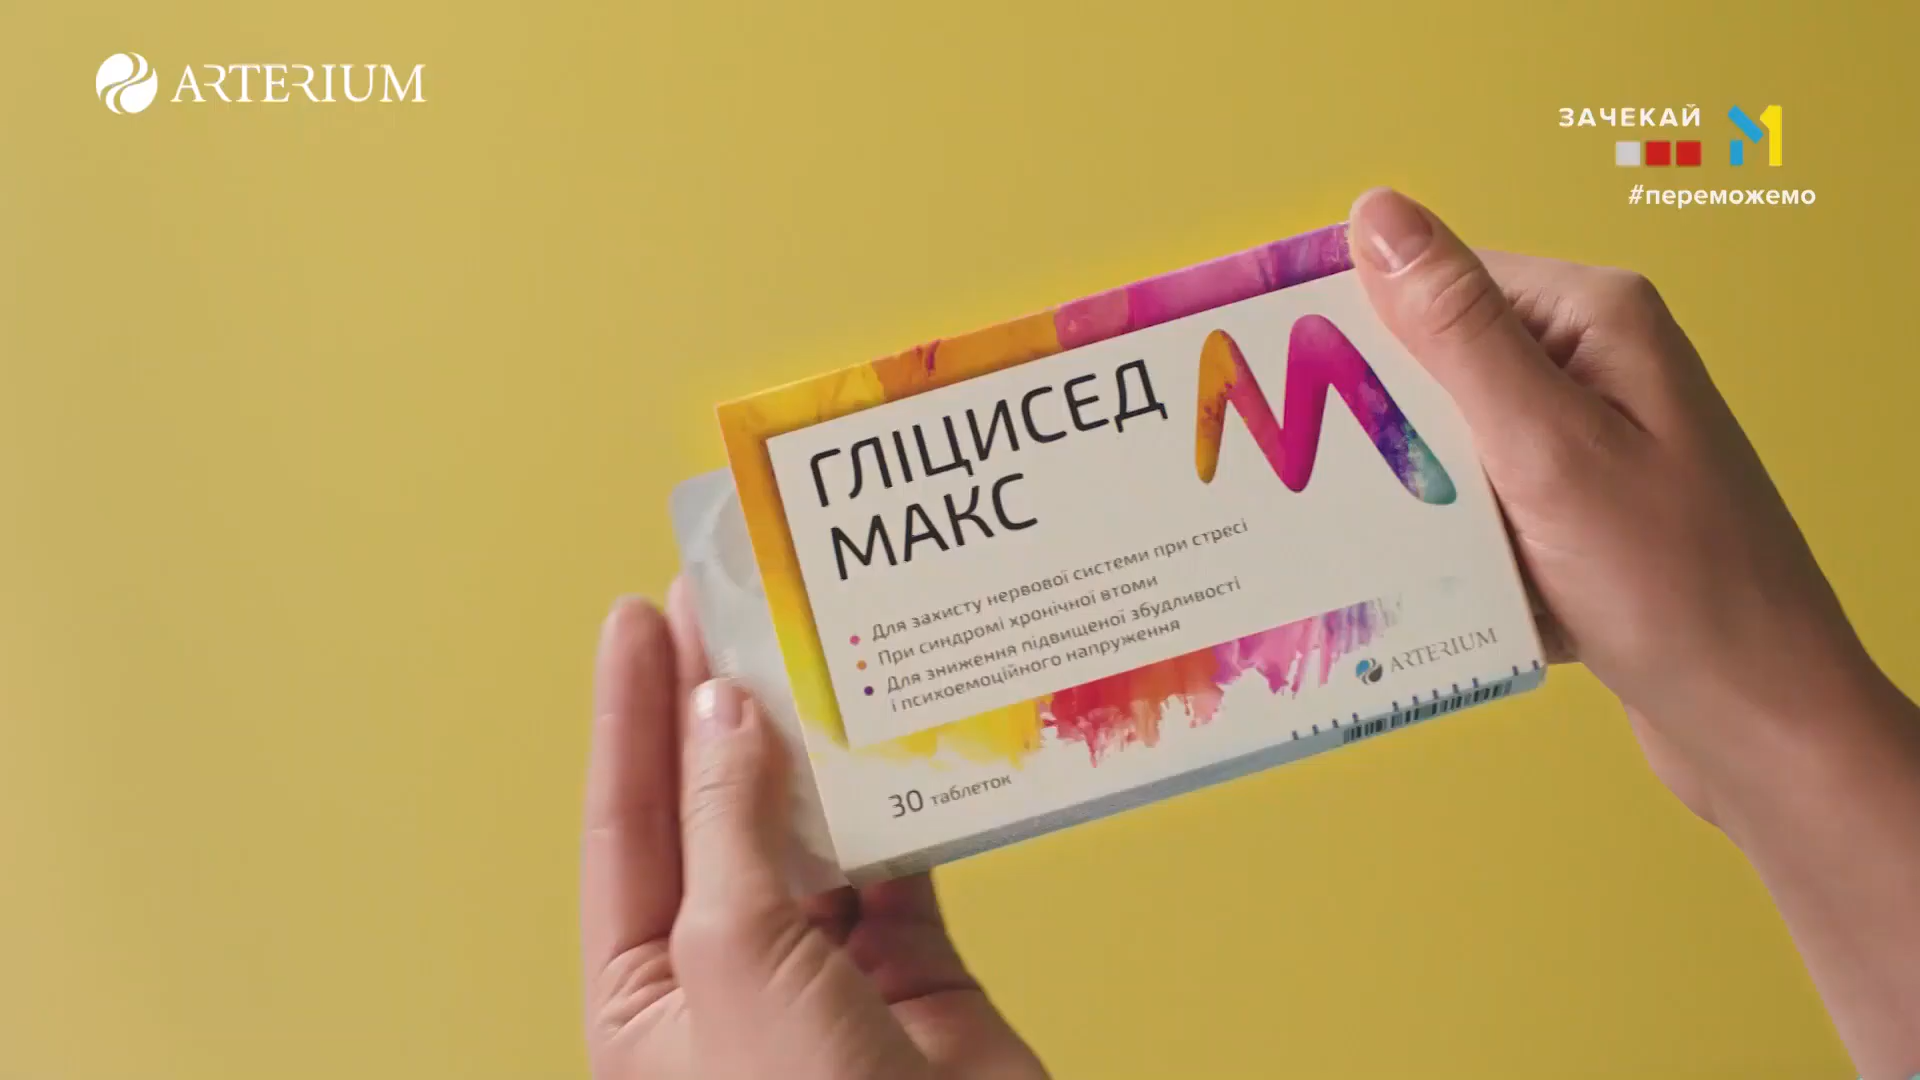 ARTERIUM
ЗАЧЕКАЙ
M1
#переможемо
ГЛІЦИСЕД
МАКС
Для захисту нервової системи при стресі
При синдромі хронічної втоми
Для зниження підвищеної збудливості
і психоемоційного напруження
ARTERIUM
30 таблеток